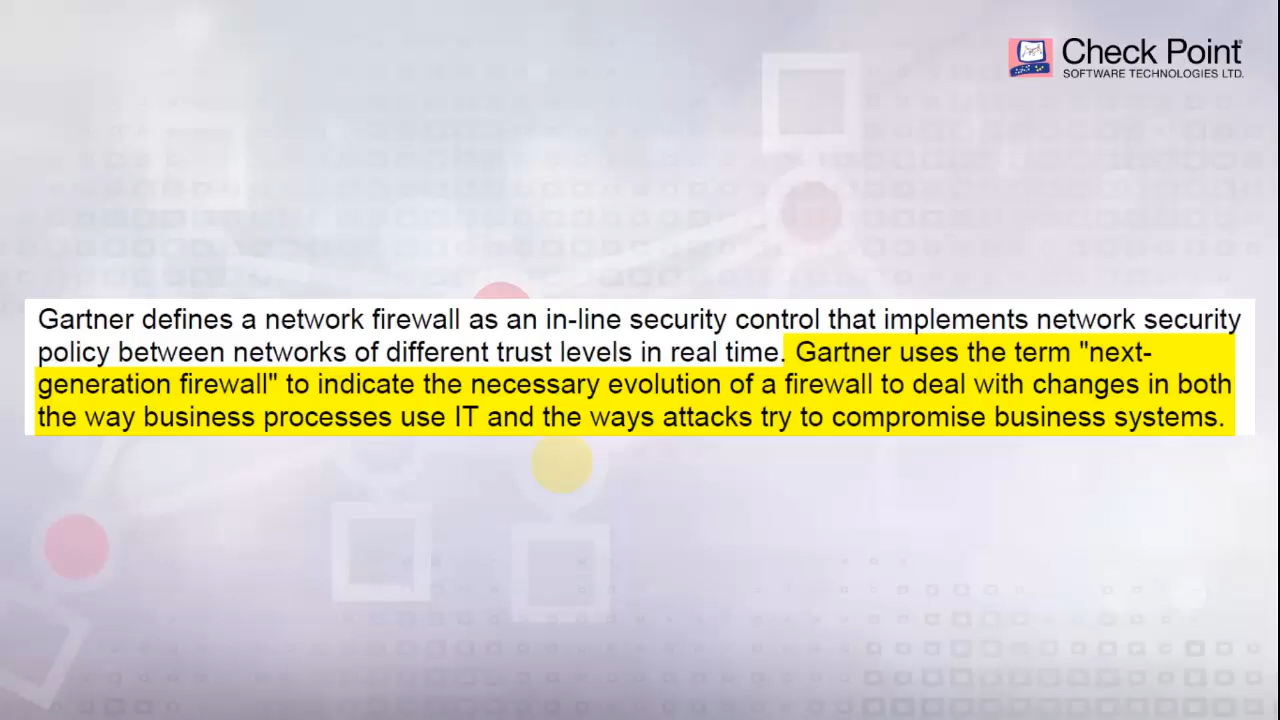 Check Point
SOFTWARE TECHNOLOGIES LTD.
Gartner defines a network firewall as an in-line security control that implements network security
policy between networks of different trust levels in real time. Gartner uses the term "next-
generation firewall" to indicate the necessary evolution of a firewall to deal with changes in both
the way business processes use IT and the ways attacks try to compromise business systems.